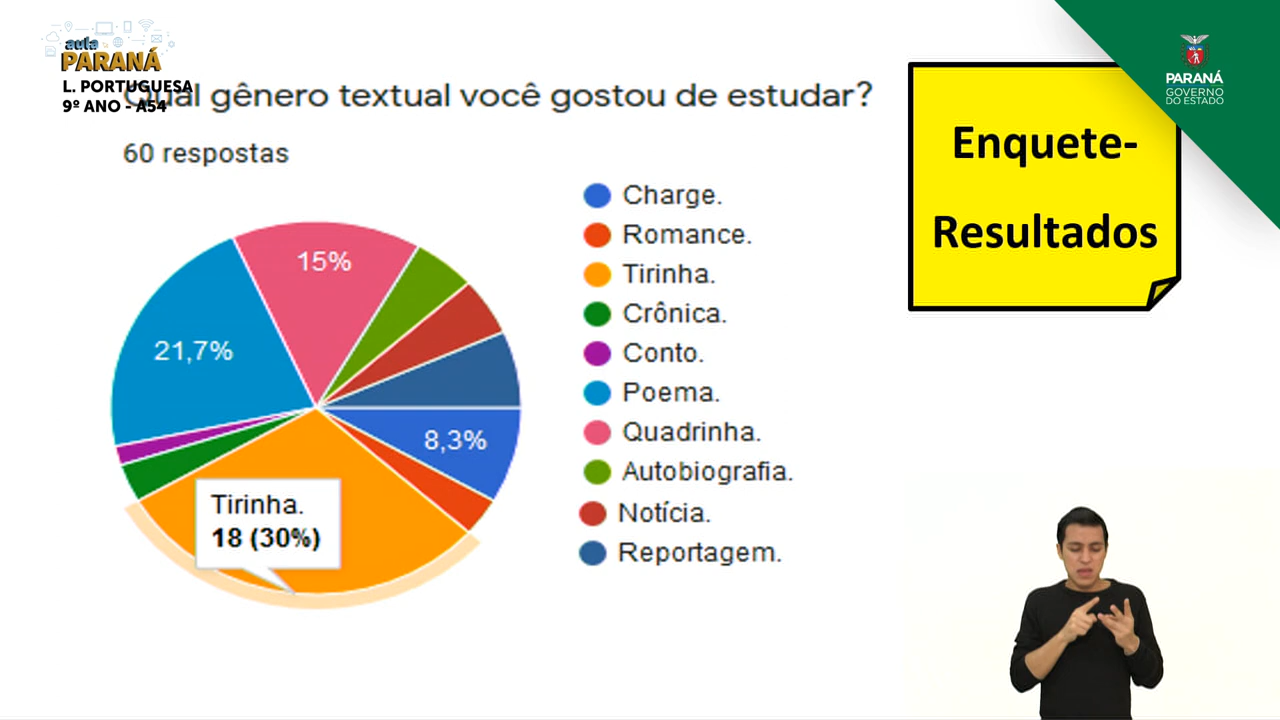 aula
PARANÁ
L. PORTUGUESA
9º ANO - A54
Qual gênero textual você gostou de estudar?
60 respostas
Charge.
Romance.
Tirinha.
Crônica.
Conto.
Poema.
Quadrinha.
Autobiografia.
Notícia.
Reportagem.
15%
21,7%
8,3%
Tirinha.
18 (30%)
Enquete-
Resultados
PARANÁ
GOVERNO
DO ESTADO